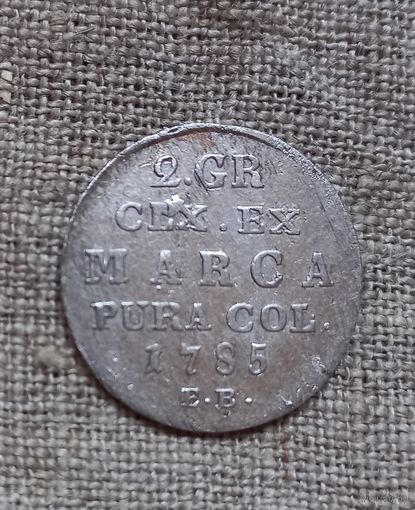 2.GR
CLX.EX
MARCA
PURA COL.
· 1785
E.B.